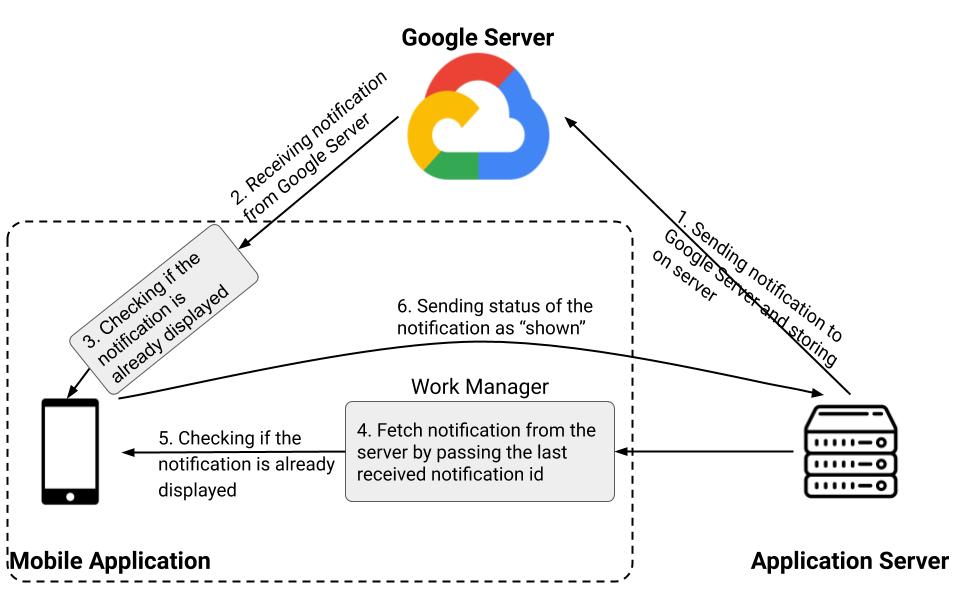 Google Server
2. Receiving notification
from Google Server
1. Sending notification to
Google Server and storing
on server
3. Checking if the
notification is
already displayed
6. Sending status of the
notification as “shown”
Work Manager
4. Fetch notification from the
server by passing the last
received notification id
5. Checking if the
notification is already
displayed
Mobile Application
Application Server